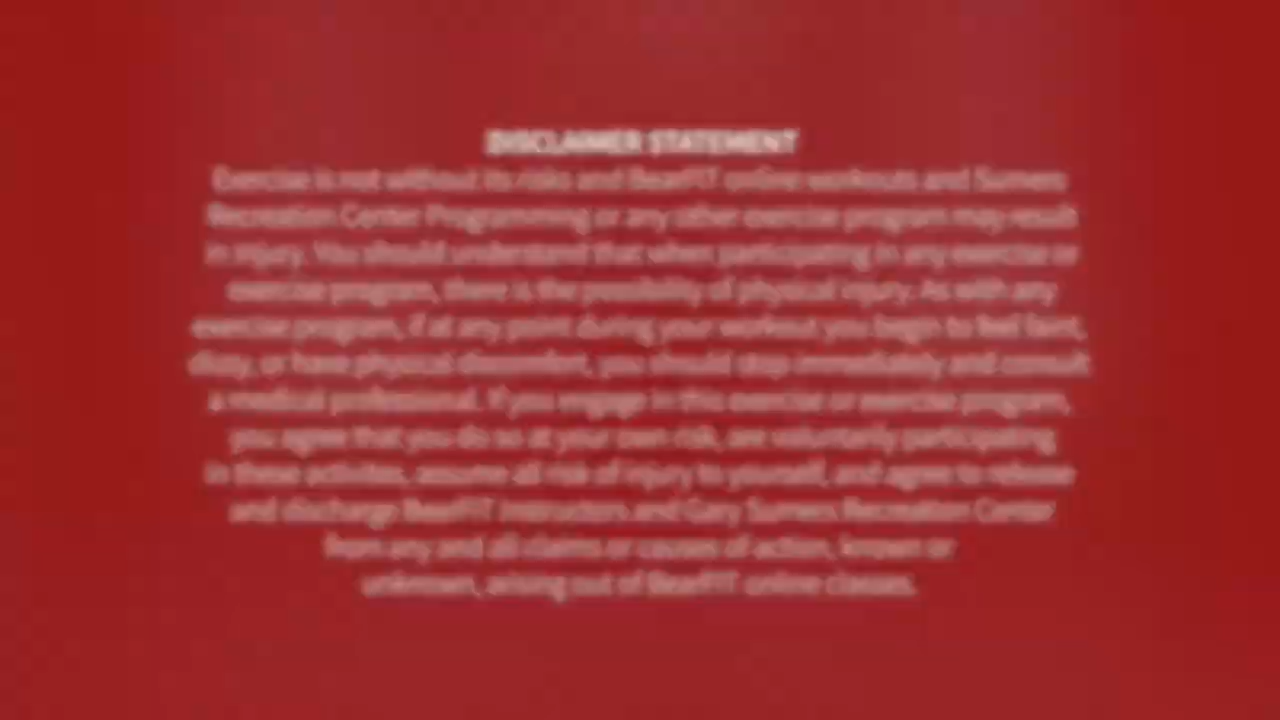 DISCLAIMER STATEMENT
Exercise is not without its risks and BearFIT online workouts and Sumers
Recreation Center Programming or any other exercise program may result
in injury. You should understand that when participating in any exercise or
exercise program, there is the possibility of physical injury. As with any
exercise program, if at any point during your workout you begin to feel faint,
dizzy, or have physical discomfort, you should stop immediately and consult
a medical professional. If you engage in this exercise or exercise program,
you agree that you do so at your own risk, are voluntarily participating
in these activites, assume all risk of injury to yourself, and agree to release
and discharge BearFIT Instructors and Gary Sumers Recreation Center
from any and all claims or causes of action, known or
unknown, arising out of BearFIT online classes.